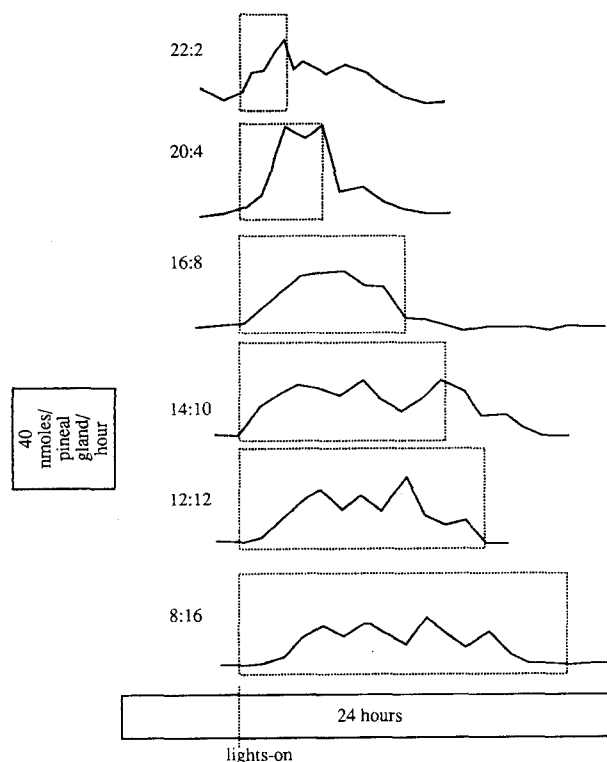 22:2
20:4
16:8
14:10
40
nmoles/
pineal
gland/
hour
12:12
8:16
24 hours
lights-on